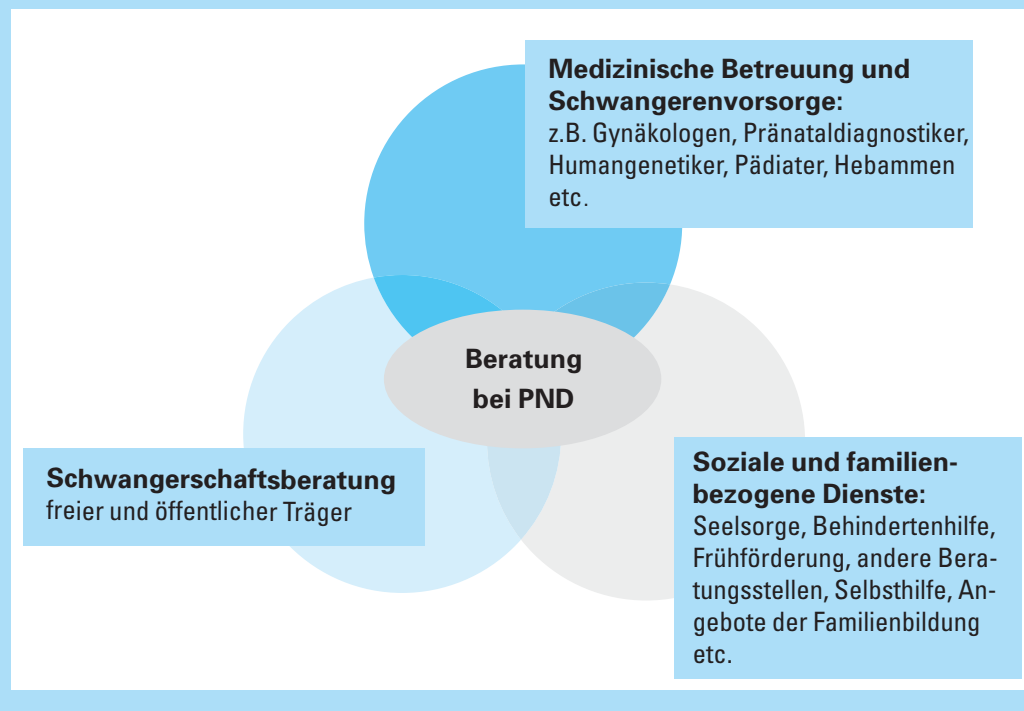 Medizinische Betreuung und
Schwangerenvorsorge:
z.B. Gynäkologen, Pränataldiagnostiker,
Humangenetiker, Pädiater, Hebammen
etc.
Beratung
bei PND
Schwangerschaftsberatung
freier und öffentlicher Träger
Soziale und familien-
bezogene Dienste:
Seelsorge, Behindertenhilfe,
Frühförderung, andere Bera-
tungsstellen, Selbsthilfe, An-
gebote der Familienbildung
etc.